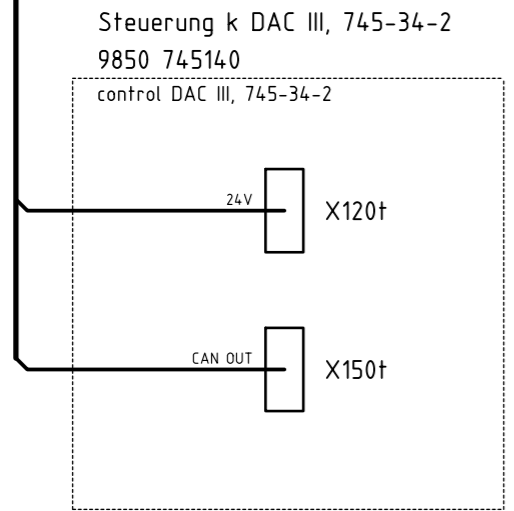 Steuerung k DAC III, 745-34-2
9850 745140
control DAC III, 745-34-2
24V
X120t
CAN OUT
X150t